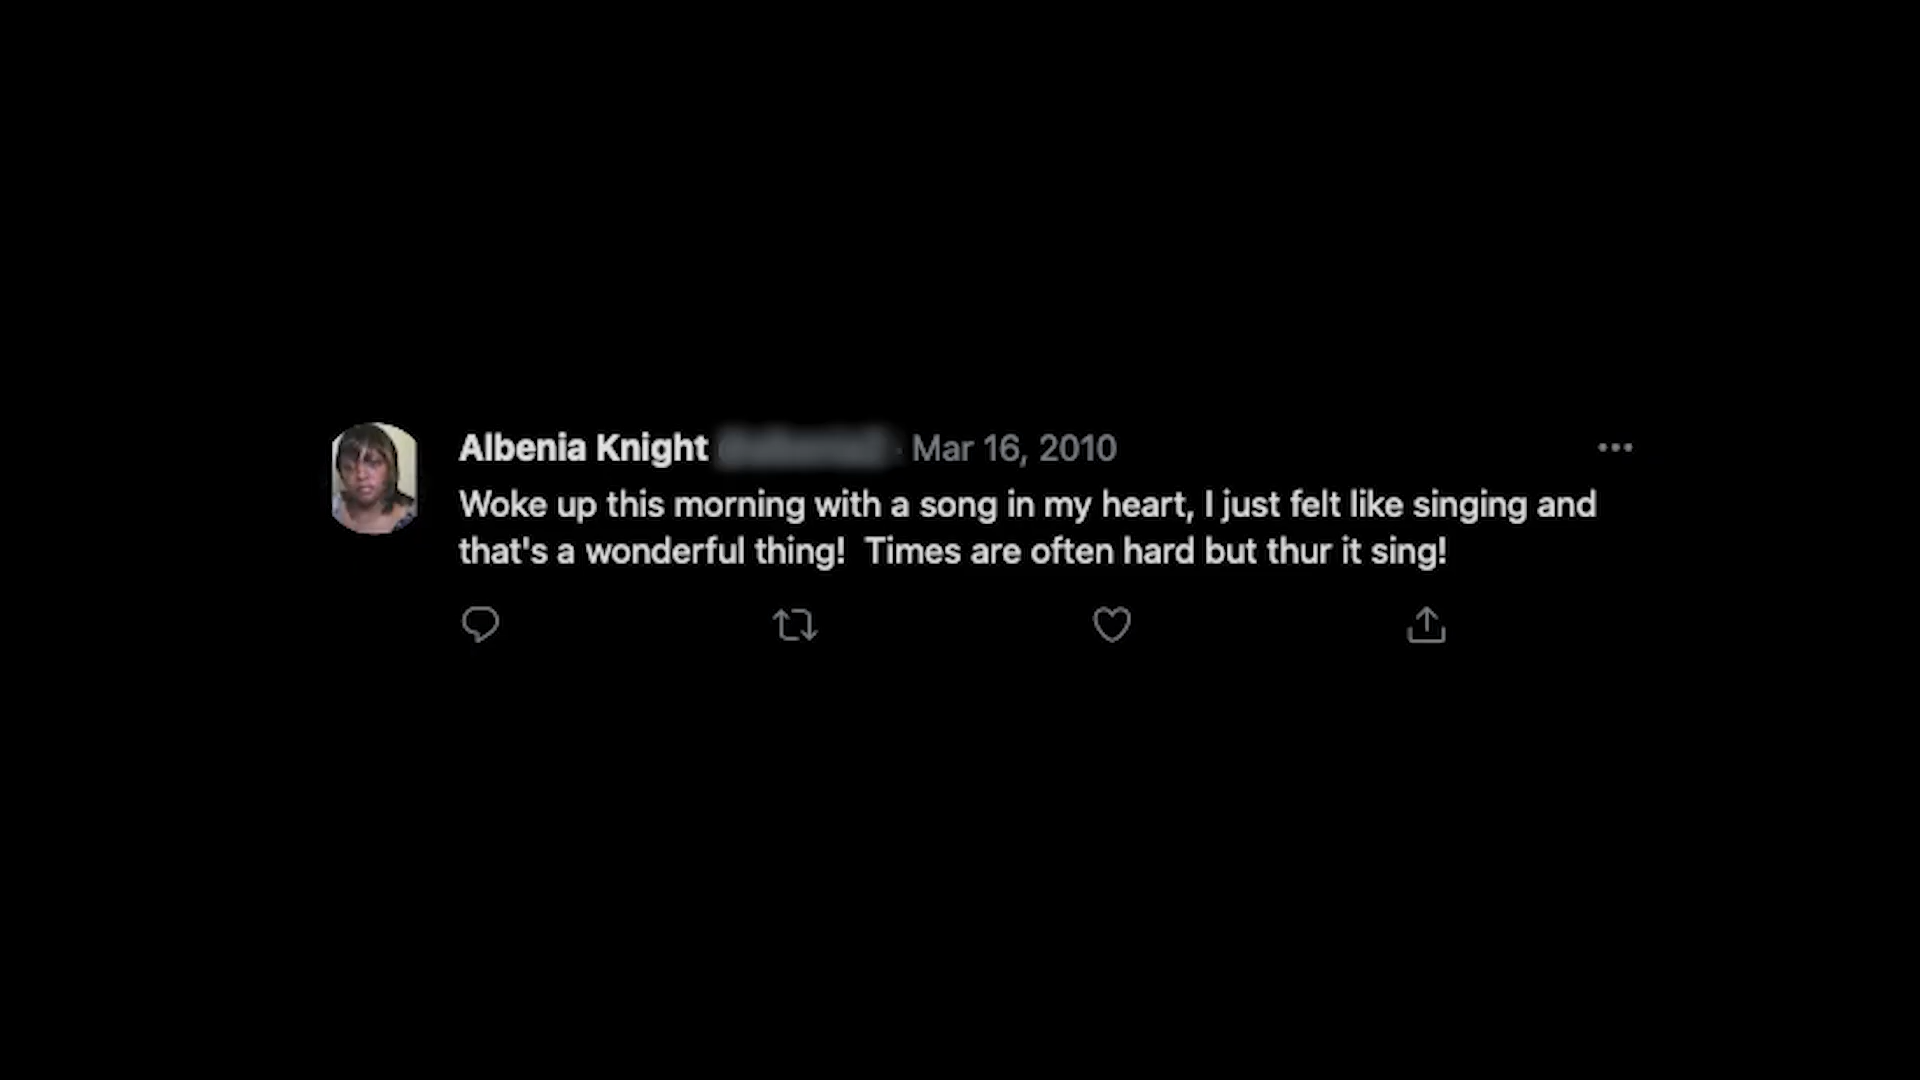 Albenia Knight Mar 16, 2010
Woke up this morning with a song in my heart, I just felt like singing and
that's a wonderful thing!  Times are often hard but thur it sing!